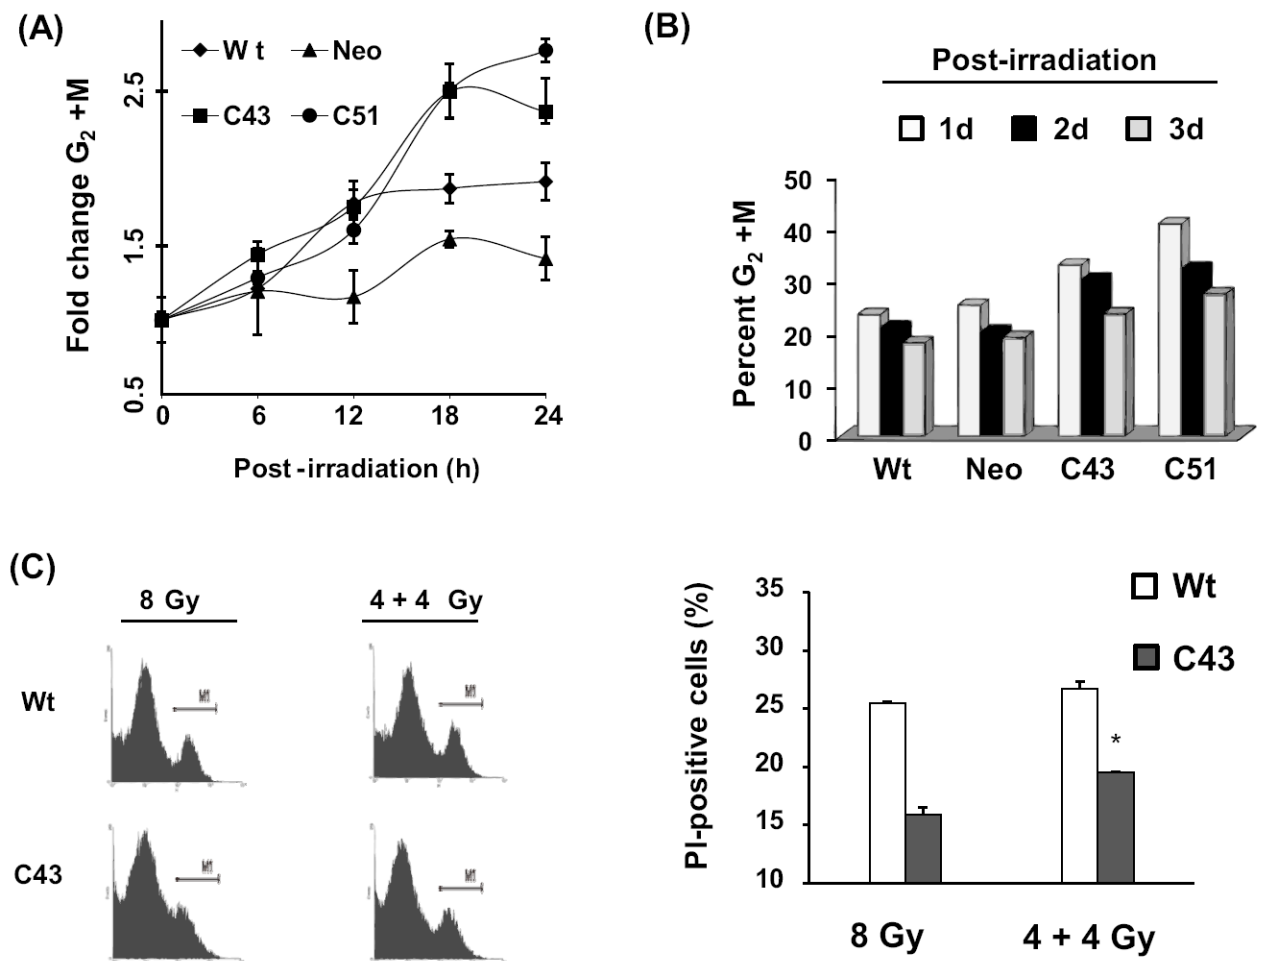 (A)
Wt Neo
C43 C51
Fold change G2 +M
2.5
1.5
0.5
0 6 12 18 24
Post-irradiation (h)
(B)
Post-irradiation
1d 2d 3d
Percent G2 +M
50
40
30
20
10
0
Wt Neo C43 C51
(C)
8 Gy 4 + 4 Gy
Wt
M1 M1
C43
M1 M1
PI-positive cells (%)
35
30
25
20
15
10
Wt
C43
*
8 Gy 4 + 4 Gy